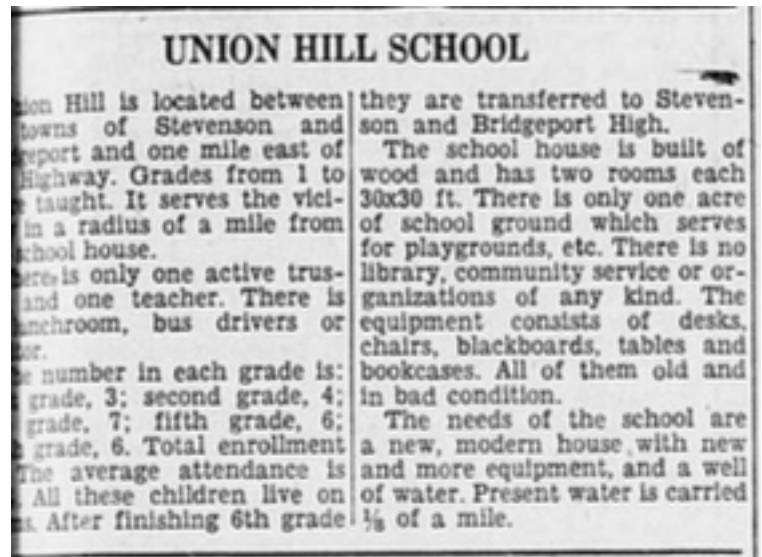 UNION HILL SCHOOL
Hill is located between
towns of Stevenson and
and one mile east of
Highway. Grades from 1 to
taught. It serves the vici-
in a radius of a mile from
school house.
is only one active trus-
and one teacher. There is
bus drivers or
number in each grade is:
grade, 3; second grade, 4;
grade, 7; fifth grade, 6;
grade, 6. Total enrollment
The average attendance is
All these children live on
After finishing 6th grade
they are transferred to Steven-
son and Bridgeport High.
The school house is built of
wood and has two rooms each
30x30 ft. There is only one acre
of school ground which serves
for playgrounds, etc. There is no
library, community service or or-
ganizations of any kind. The
equipment consists of desks,
chairs, blackboards, tables and
bookcases. All of them old and
in bad condition.
The needs of the school are
a new, modern house with new
and more equipment, and a well
of water. Present water is carried
⅛ of a mile.